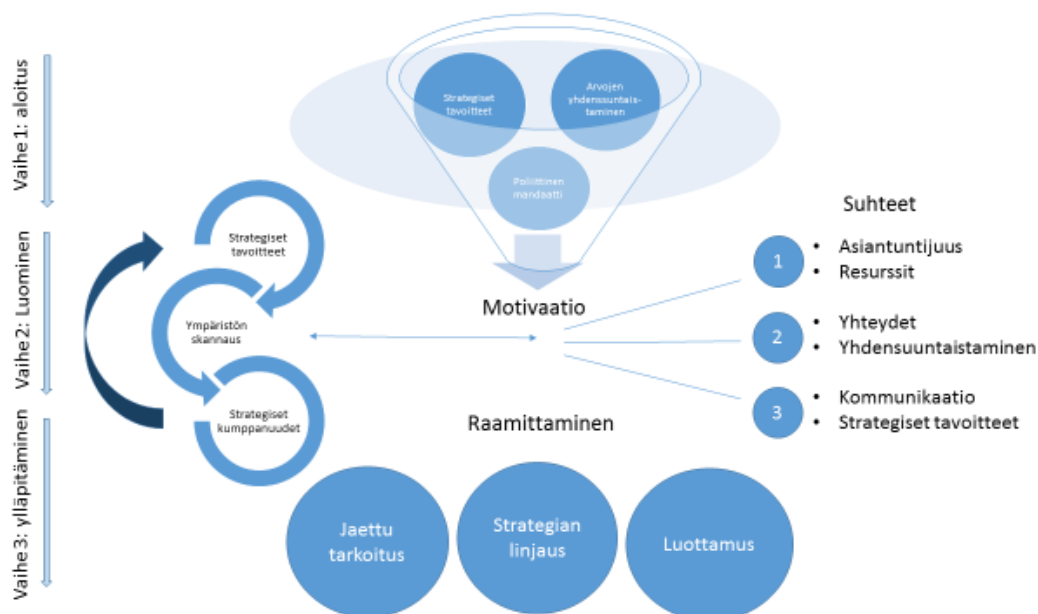 Vaihe 1: aloitus
Strategiset
tavoitteet
Arvojen
yhdenssuntais-
taminen
Poliittinen
mandaatti
Vaihe 2: Luominen
Strategiset
tavoitteet
Ympäristön
skannaus
Strategiset
kumppanuudet
Motivaatio
Suhteet
1
• Asiantuntijuus
• Resurssit
2
• Yhteydet
• Yhdensuuntaistaminen
3
• Kommunikaatio
• Strategiset tavoitteet
Vaihe 3: ylläpitäminen
Raamittaminen
Jaettu
tarkoitus
Strategian
linjaus
Luottamus